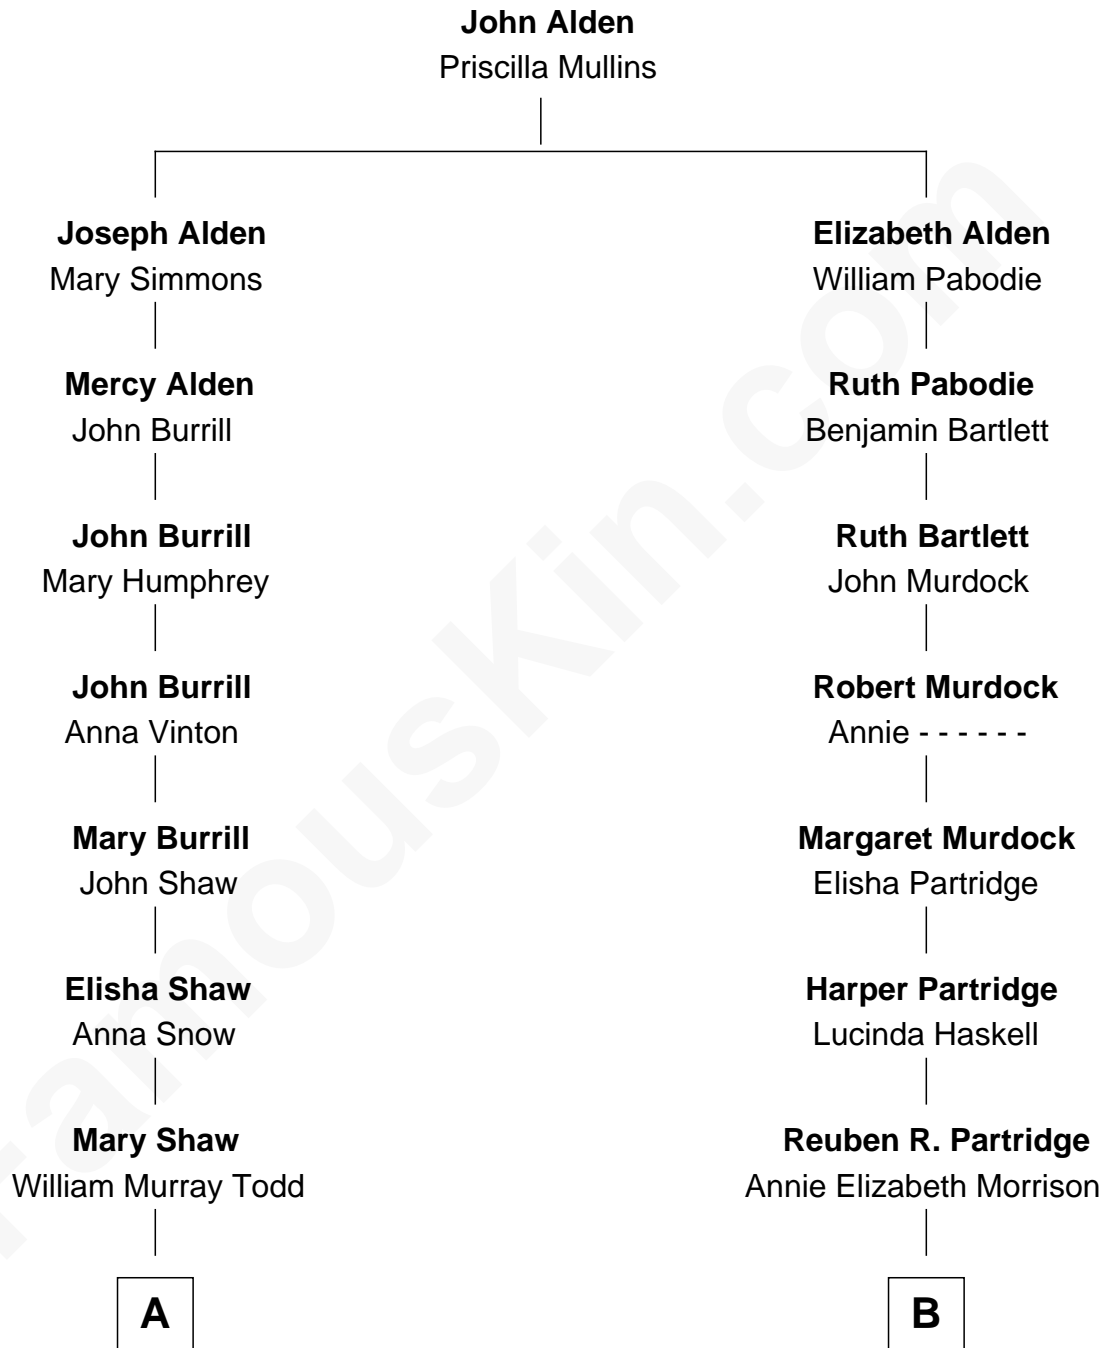 John Alden
Priscilla Mullins
Joseph Alden
Mary Simmons
Elizabeth Alden
William Pabodie
Mercy Alden
John Burrill
Ruth Pabodie
Benjamin Bartlett
John Burrill
Mary Humphrey
Ruth Bartlett
John Murdock
John Burrill
Anna Vinton
Robert Murdock
Annie - - - - - -
Mary Burrill
John Shaw
Margaret Murdock
Elisha Partridge
Elisha Shaw
Anna Snow
Harper Partridge
Lucinda Haskell
Mary Shaw
William Murray Todd
Reuben R. Partridge
Annie Elizabeth Morrison
A
B
FamousKin.com